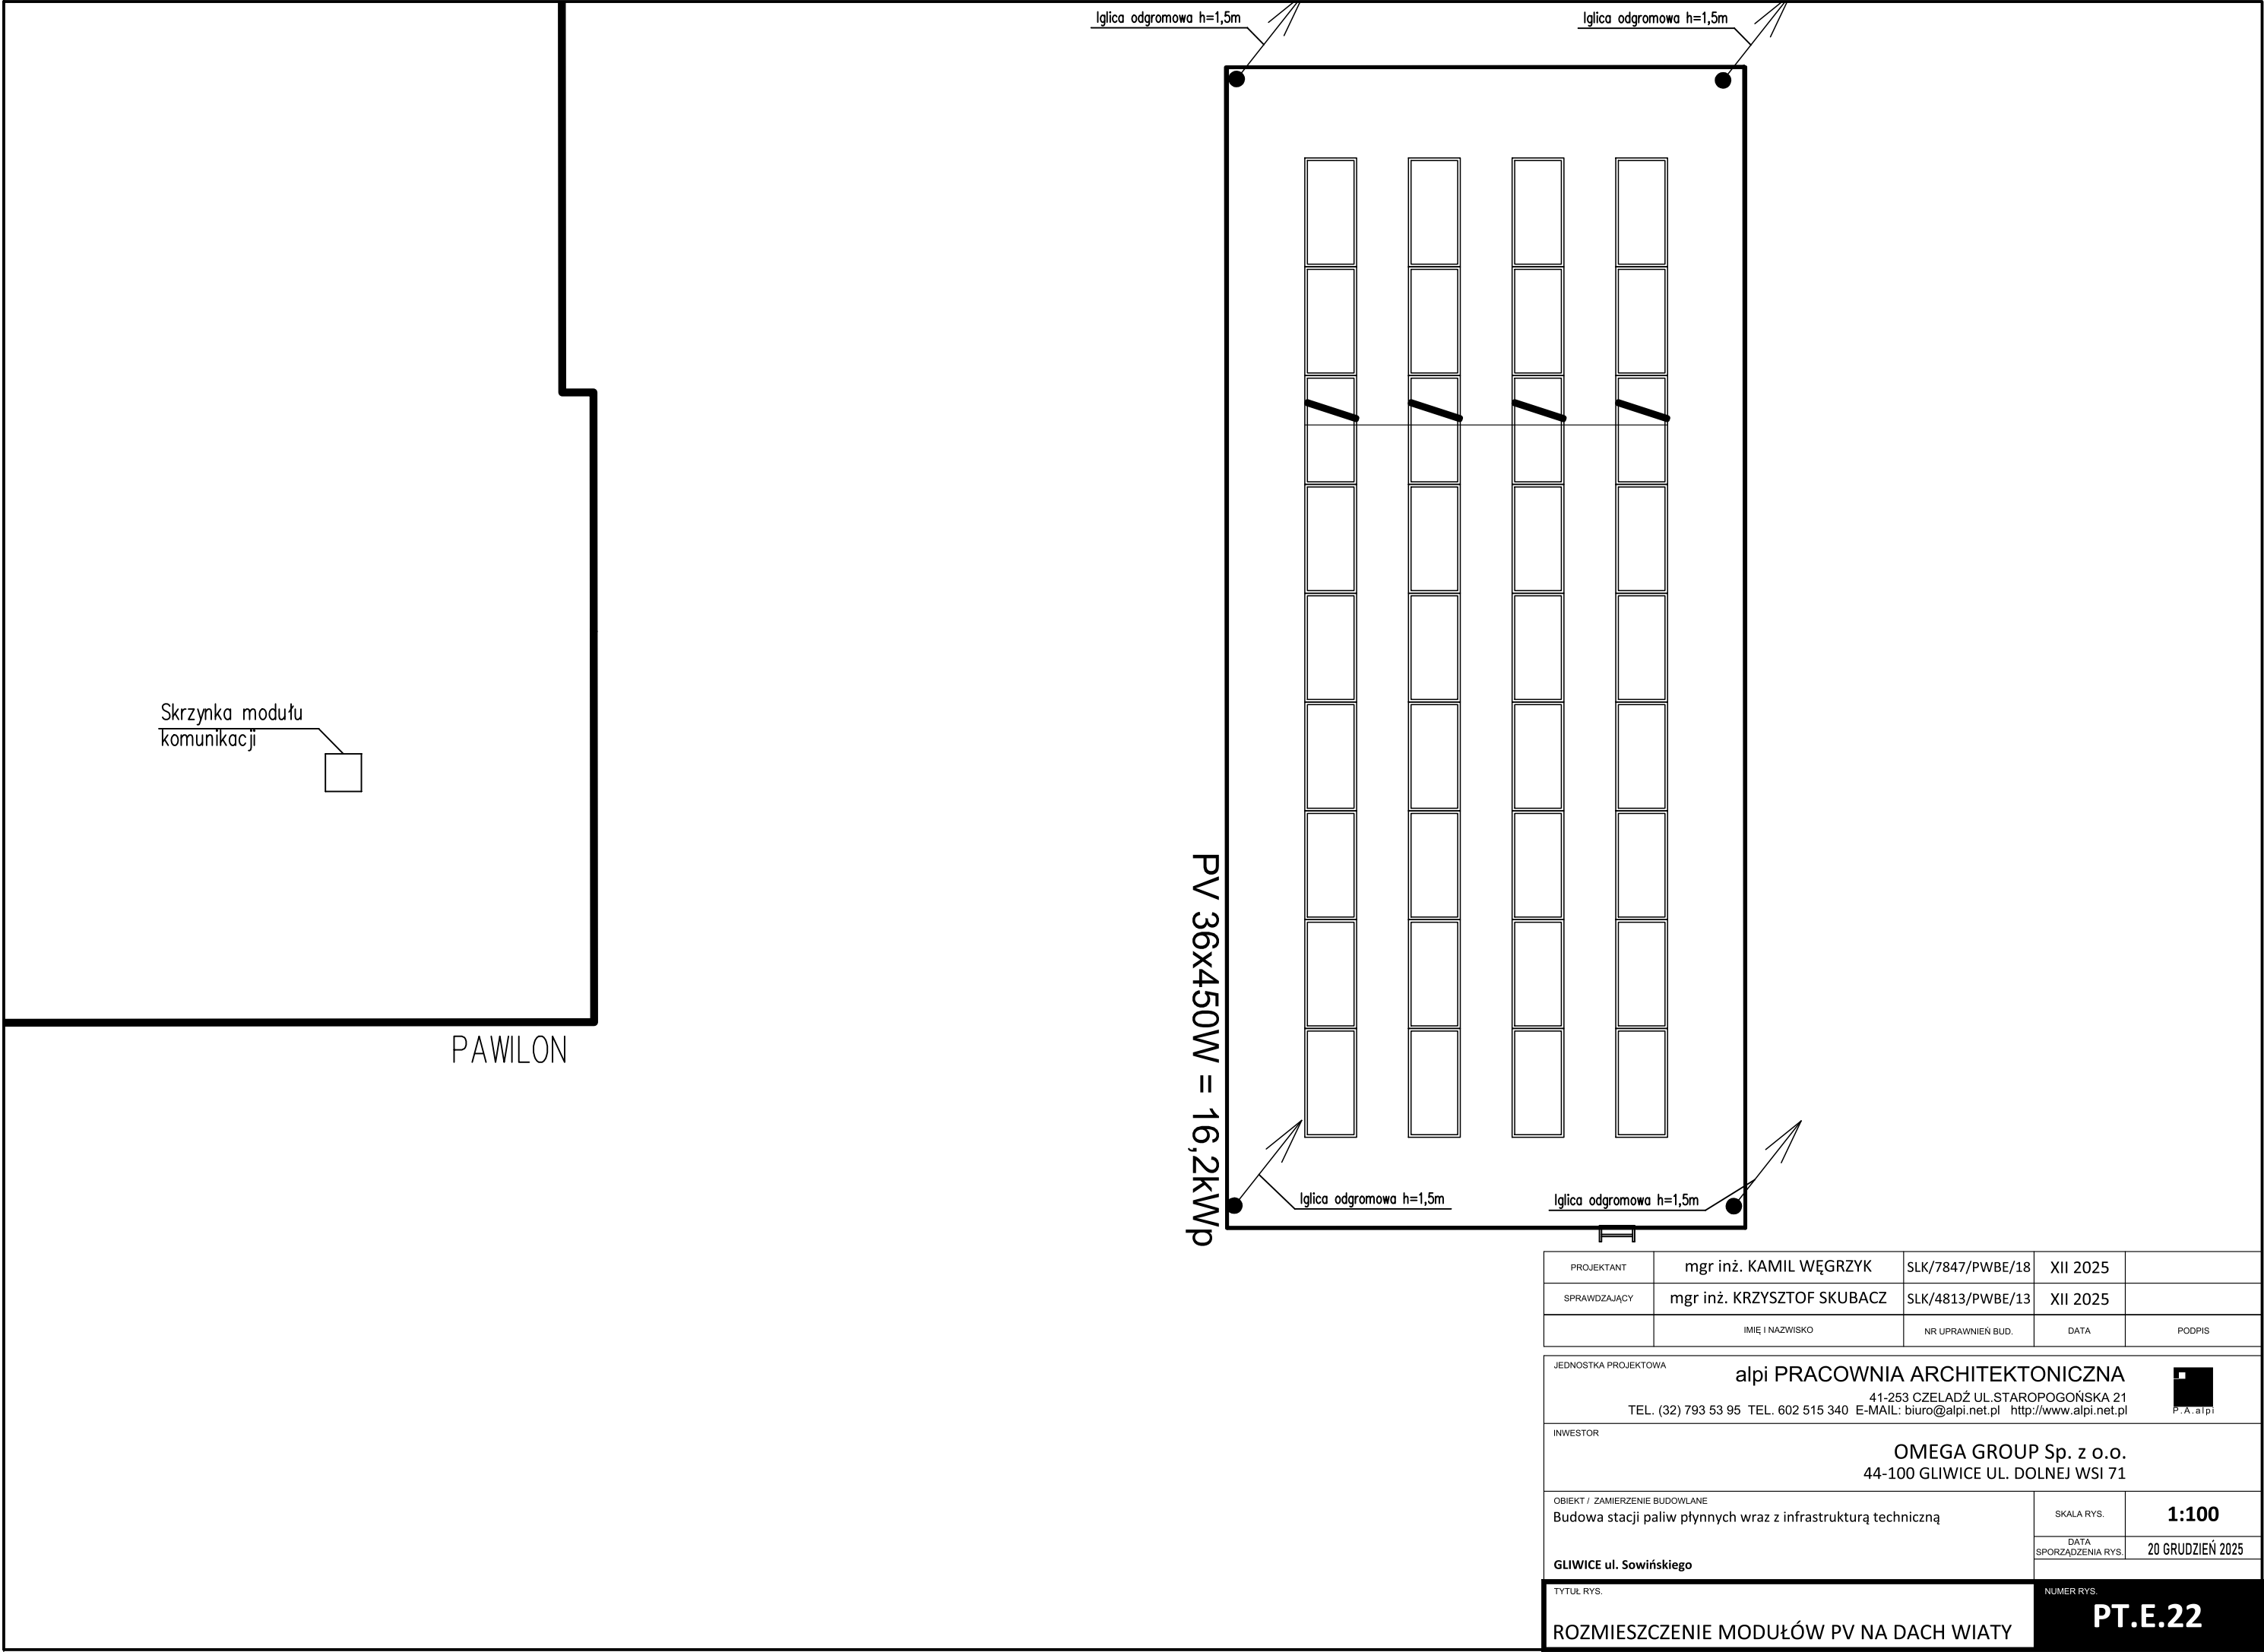 Iglica odgromowa h=1,5m
Iglica odgromowa h=1,5m
Skrzynka modułu
komunikacji
PAWILON
PV 36x450W = 16,2kWp
Iglica odgromowa h=1,5m
Iglica odgromowa h=1,5m
PROJEKTANT mgr inż. KAMIL WĘGRZYK SLK/7847/PWBE/18 XII 2025
SPRAWDZAJĄCY mgr inż. KRZYSZTOF SKUBACZ SLK/4813/PWBE/13 XII 2025
IMIĘ I NAZWISKO NR UPRAWNIEŃ BUD. DATA PODPIS
JEDNOSTKA PROJEKTOWA
alpi PRACOWNIA ARCHITEKTONICZNA
41-253 CZELADŹ UL.STAROPOGOŃSKA 21
TEL. (32) 793 53 95 TEL. 602 515 340 E-MAIL: biuro@alpi.net.pl http://www.alpi.net.pl
P.A.alpi
INWESTOR
OMEGA GROUP Sp. z o.o.
44-100 GLIWICE UL. DOLNEJ WSI 71
OBIEKT / ZAMIERZENIE BUDOWLANE
Budowa stacji paliw płynnych wraz z infrastrukturą techniczną
GLIWICE ul. Sowińskiego
SKALA RYS. 1:100
DATA
SPORZĄDZENIA RYS. 20 GRUDZIEŃ 2025
TYTUŁ RYS.
ROZMIESZCZENIE MODUŁÓW PV NA DACH WIATY
NUMER RYS.
PT.E.22